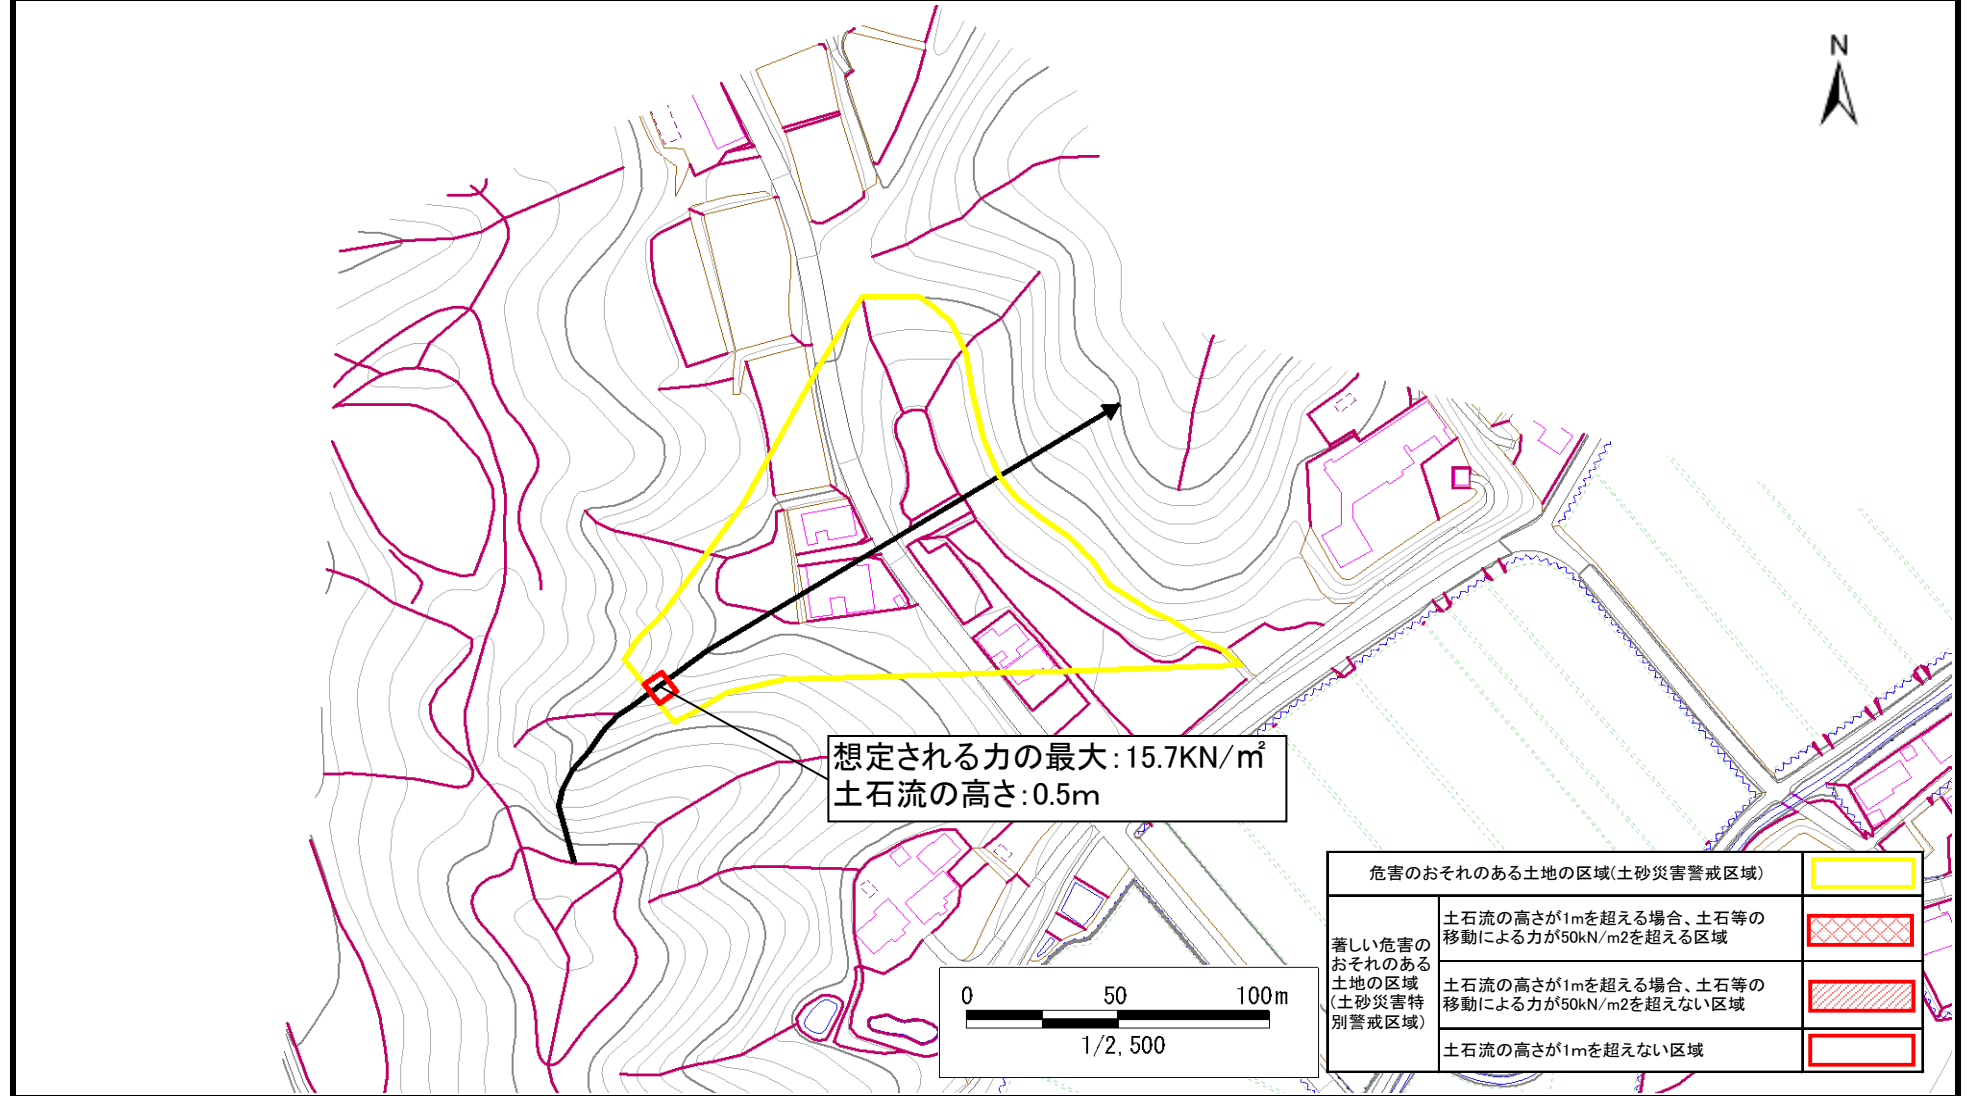 N
想定される力の最大：15.7KN/㎡
土石流の高さ：0.5m
0 50 100m
1/2,500
危害のおそれのある土地の区域(土砂災害警戒区域)
著しい危害の
おそれのある
土地の区域
(土砂災害特
別警戒区域)
土石流の高さが1mを超える場合、土石等の
移動による力が50kN/m2を超える区域
土石流の高さが1mを超える場合、土石等の
移動による力が50kN/m2を超えない区域
土石流の高さが1mを超えない区域